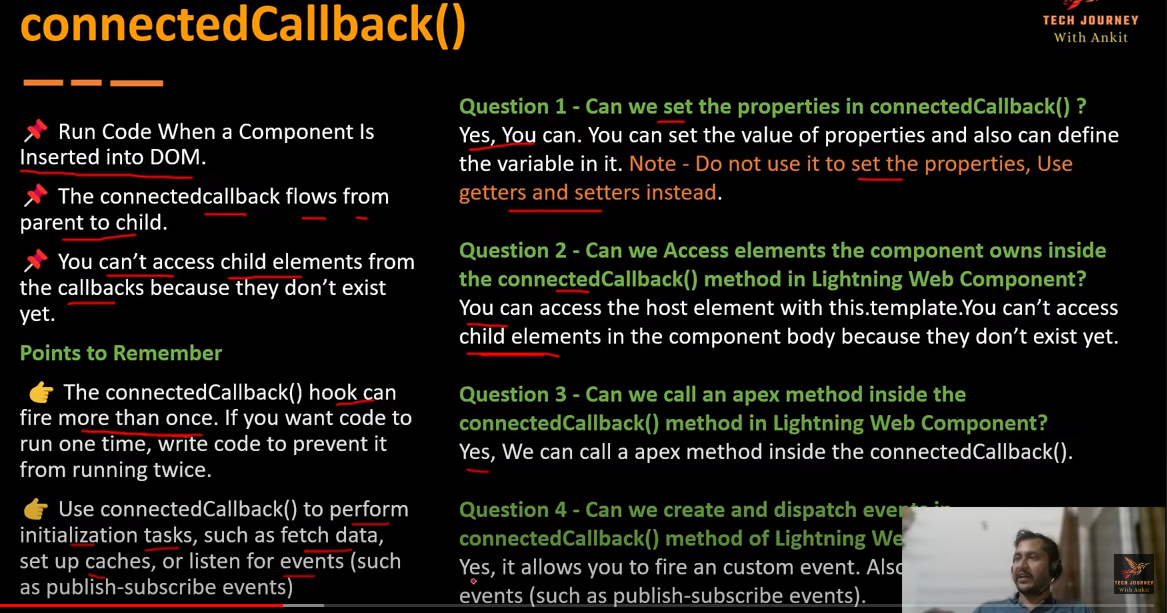 connectedCallback()
TECH JOURNEY
With Ankit
Run Code When a Component Is
Inserted into DOM.
The connectedcallback flows from
parent to child.
You can't access child elements from
the callbacks because they don't exist
yet.
Points to Remember
The connectedCallback() hook can
fire more than once. If you want code to
run one time, write code to prevent it
from running twice.
Use connectedCallback() to perform
initialization tasks, such as fetch data,
set up caches, or listen for events (such
as publish-subscribe events)
Question 1 - Can we set the properties in connectedCallback() ?
Yes, You can. You can set the value of properties and also can define
the variable in it. Note - Do not use it to set the properties, Use
getters and setters instead.
Question 2 - Can we Access elements the component owns inside
the connectedCallback() method in Lightning Web Component?
You can access the host element with this.template.You can't access
child elements in the component body because they don't exist yet.
Question 3 - Can we call an apex method inside the
connectedCallback() method in Lightning Web Component?
Yes, We can call a apex method inside the connectedCallback().
Question 4 - Can we create and dispatch events in
connectedCallback() method of Lightning We
Yes, it allows you to fire an custom event. Also
events (such as publish-subscribe events).
TECH JOURNEY
With Ankit